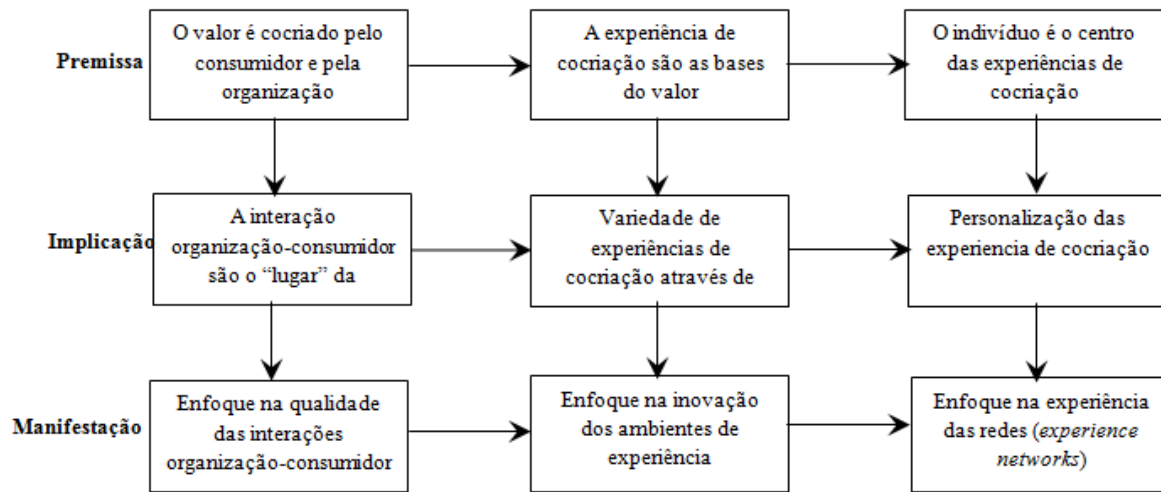 Premissa
O valor é cocriado pelo
consumidor e pela
organização
A experiência de
cocriação são as bases
do valor
O indivíduo é o centro
das experiências de
cocriação
Implicação
A interação
organização-consumidor
são o “lugar” da
Variedade de
experiências de
cocriação através de
Personalização das
experiencia de cocriação
Manifestação
Enfoque na qualidade
das interações
organização-consumidor
Enfoque na inovação
dos ambientes de
experiência
Enfoque na experiência
das redes (experience
networks)